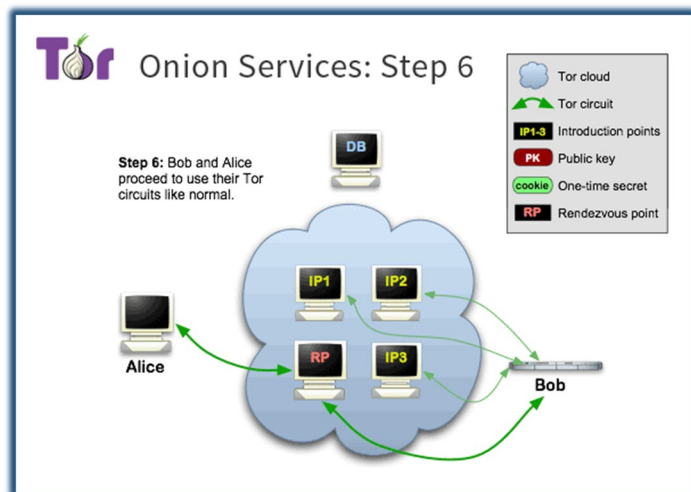 Tor
Onion Services: Step 6
Tor cloud
Tor circuit
IP1-3 Introduction points
PK Public key
cookie One-time secret
RP Rendezvous point
Step 6: Bob and Alice
proceed to use their Tor
circuits like normal.
DB
IP1 IP2
Alice
RP IP3
Bob